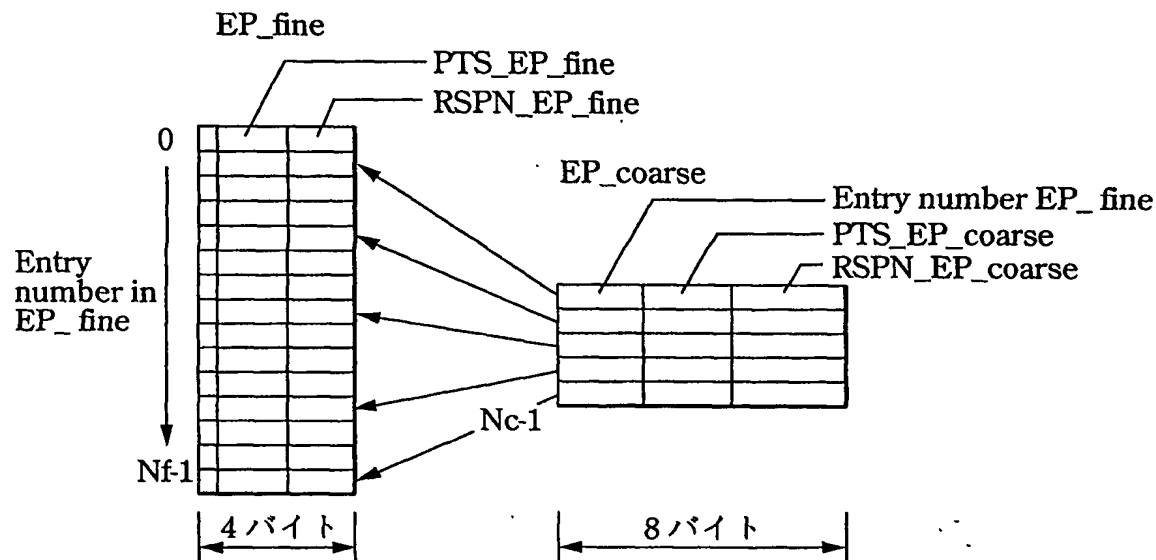 EP_fine
PTS_EP_fine
RSPN_EP_fine
0
EP_coarse
Entry number EP_ fine
PTS_EP_coarse
RSPN_EP_coarse
Entry
number in
EP_ fine
Nc-1
Nf-1
4 バイト
8 バイト